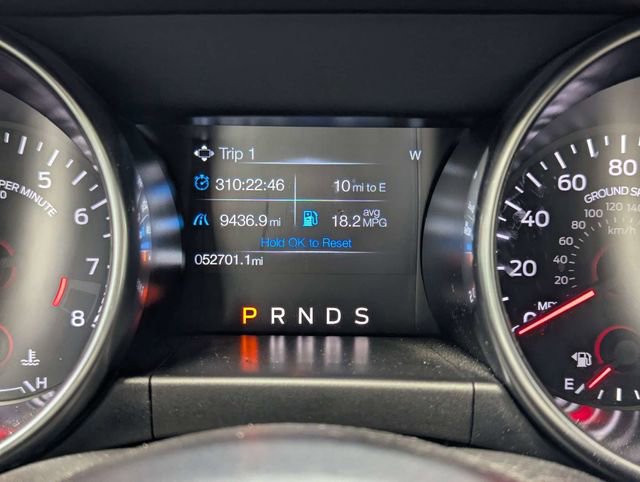 Trip 1
W
310:22:46
10 mi to E
9436.9 mi
18.2 avg MPG
Hold OK to Reset
052701.1 mi
P R N D S
5
6
7
8
PER MINUTE
H
80
60
40
20
GROUND SP
140
120
100
80
60
40
20
km/h
E